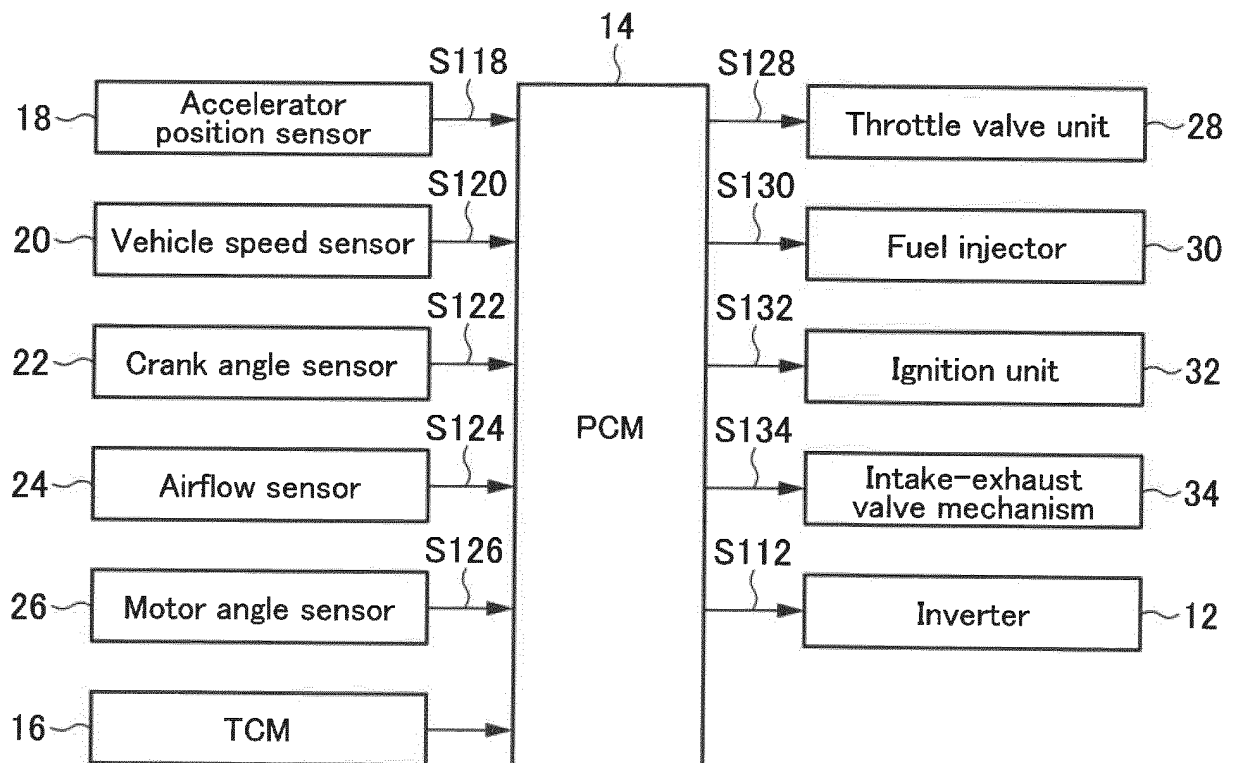 14
S118
S128
18
Accelerator
position sensor
Throttle valve unit
28
S120
S130
20
Vehicle speed sensor
Fuel injector
30
S122
S132
22
Crank angle sensor
Ignition unit
32
PCM
S124
S134
24
Airflow sensor
Intake-exhaust
valve mechanism
34
S126
S112
26
Motor angle sensor
Inverter
12
16
TCM